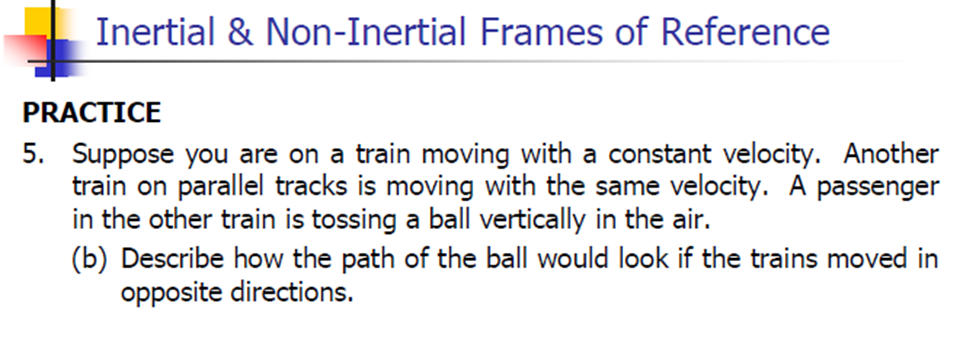 Inertial & Non-Inertial Frames of Reference
PRACTICE
5. Suppose you are on a train moving with a constant velocity. Another
train on parallel tracks is moving with the same velocity. A passenger
in the other train is tossing a ball vertically in the air.
(b) Describe how the path of the ball would look if the trains moved in
opposite directions.